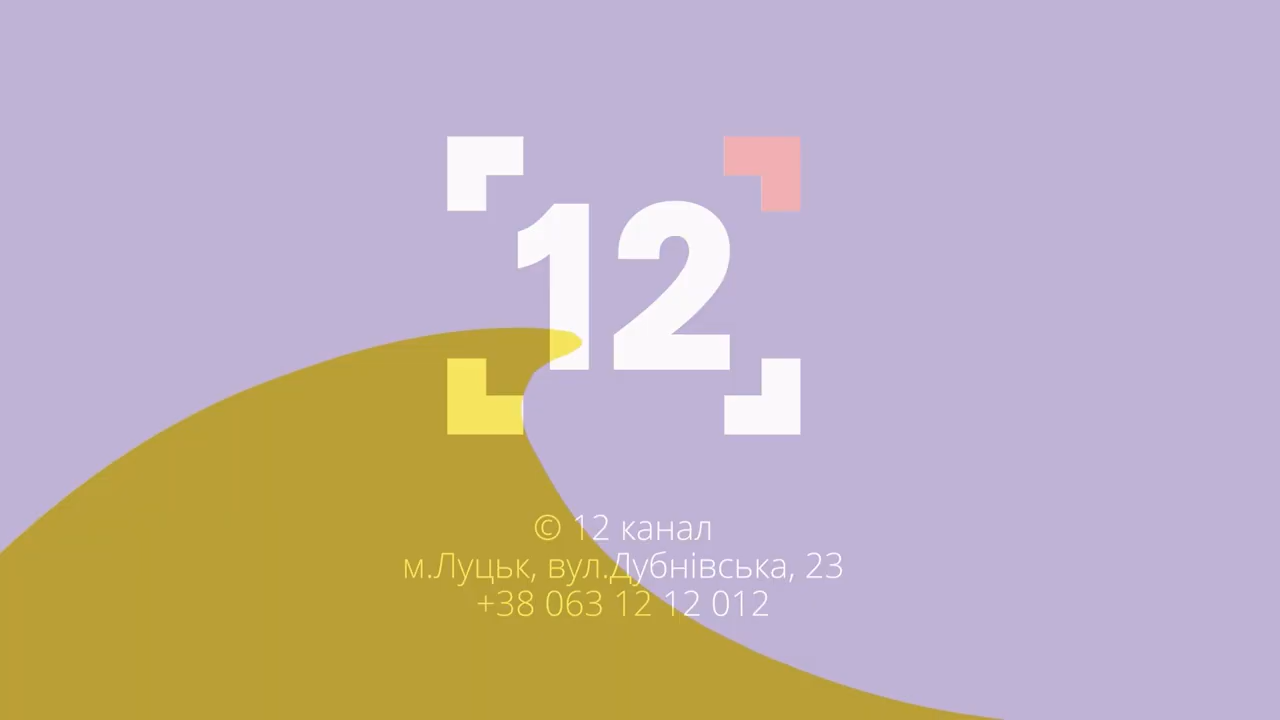 12
© 12 канал
м.Луцьк, вул.Дубнівська, 23
+38 063 12 12 012